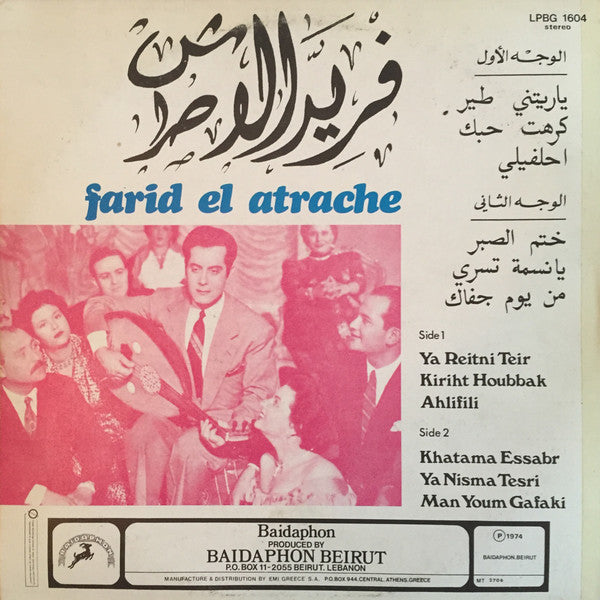 LPBG 1604
stereo
فريد الاطرش
farid el atrache
الوجه الأول
ياريتني طير
كرهت حبك
احلفيلي
الوجه الثاني
ختم الصبر
يانسمة تسري
من يوم جفاك
Side 1
Ya Reitni Teir
Kiriht Houbbak
Ahlifili
Side 2
Khatama Essabr
Ya Nisma Tesri
Man Youm Gafaki
Baidaphon
PRODUCED BY
BAIDAPHON BEIRUT
P.O. BOX 11-2055 BEIRUT. LEBANON
MANUFACTURE & DISTRIBUTION BY EMI GREECE S.A. P.O.BOX 944, CENTRAL. ATHENS, GREECE
BAIDAPHON
Ⓟ 1974
BAIDAPHON, BEIRUT